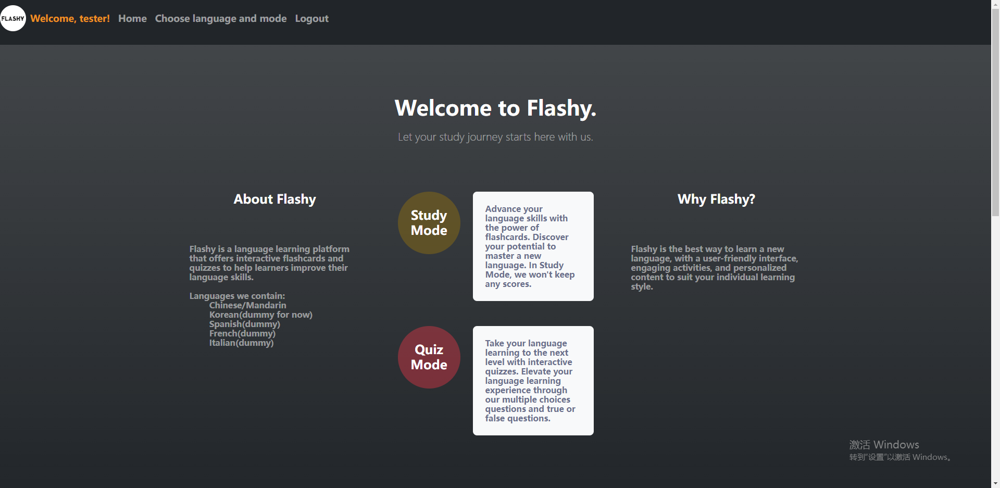 FLASHY
Welcome, tester! Home Choose language and mode Logout
Welcome to Flashy.
Let your study journey starts here with us.
About Flashy
Flashy is a language learning platform
that offers interactive flashcards and
quizzes to help learners improve their
language skills.
Languages we contain:
Chinese/Mandarin
Korean(dummy for now)
Spanish(dummy)
French(dummy)
Italian(dummy)
Study
Mode
Advance your
language skills with
the power of
flashcards. Discover
your potential to
master a new
language. In Study
Mode, we won't keep
any scores.
Quiz
Mode
Take your language
learning to the next
level with interactive
quizzes. Elevate your
language learning
experience through
our multiple choices
questions and true or
false questions.
Why Flashy?
Flashy is the best way to learn a new
language, with a user-friendly interface,
engaging activities, and personalized
content to suit your individual learning
style.
激活 Windows
转到"设置"以激活 Windows。